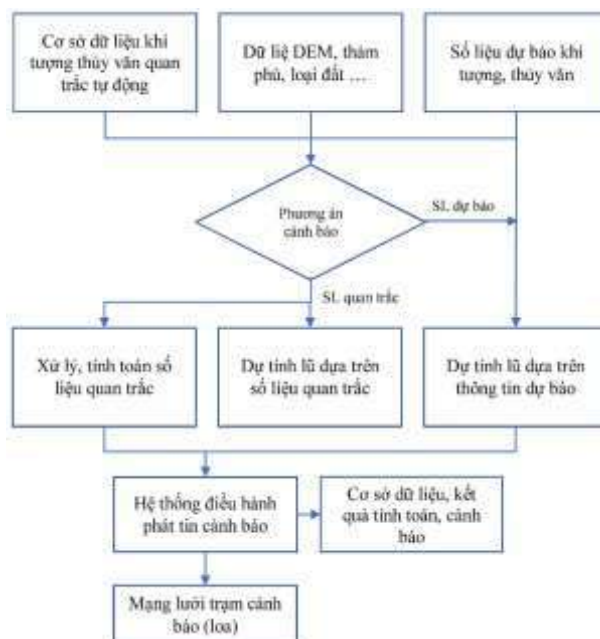 Cơ sở dữ liệu khí
tượng thủy văn quan
trắc tự động
Dữ liệ DEM, thảm
phủ, loại đất ...
Số liệu dự báo khí
tượng, thủy văn
Phương án
cảnh báo
SL dự báo
SL quan trắc
Xử lý, tính toán số
liệu quan trắc
Dự tính lũ dựa trên
số liệu quan trắc
Dự tính lũ dựa trên
thông tin dự báo
Hệ thống điều hành
phát tin cảnh báo
Cơ sở dữ liệu, kết
quả tính toán, cảnh
báo
Mạng lưới trạm cảnh
báo (loa)